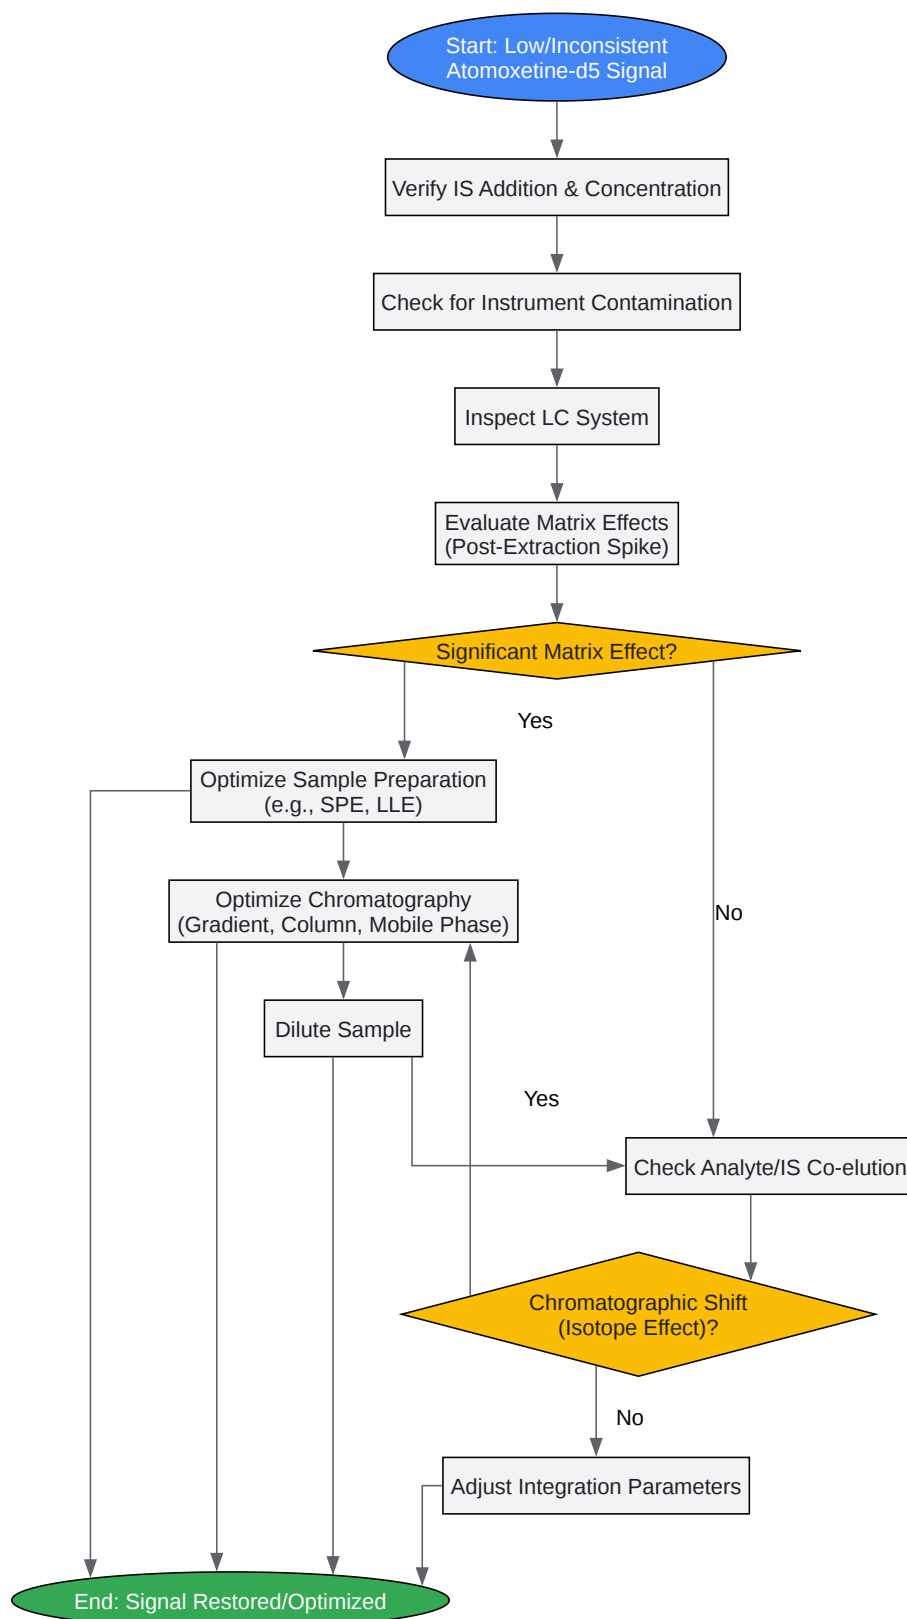 Start: Low/Inconsistent
Atomoxetine-d5 Signal
Verify IS Addition & Concentration
Check for Instrument Contamination
Inspect LC System
Evaluate Matrix Effects
(Post-Extraction Spike)
Significant Matrix Effect?
Yes
Optimize Sample Preparation
(e.g., SPE, LLE)
Optimize Chromatography
(Gradient, Column, Mobile Phase)
No
Dilute Sample
Yes
Check Analyte/IS Co-elution
Chromatographic Shift
(Isotope Effect)?
No
Adjust Integration Parameters
End: Signal Restored/Optimized